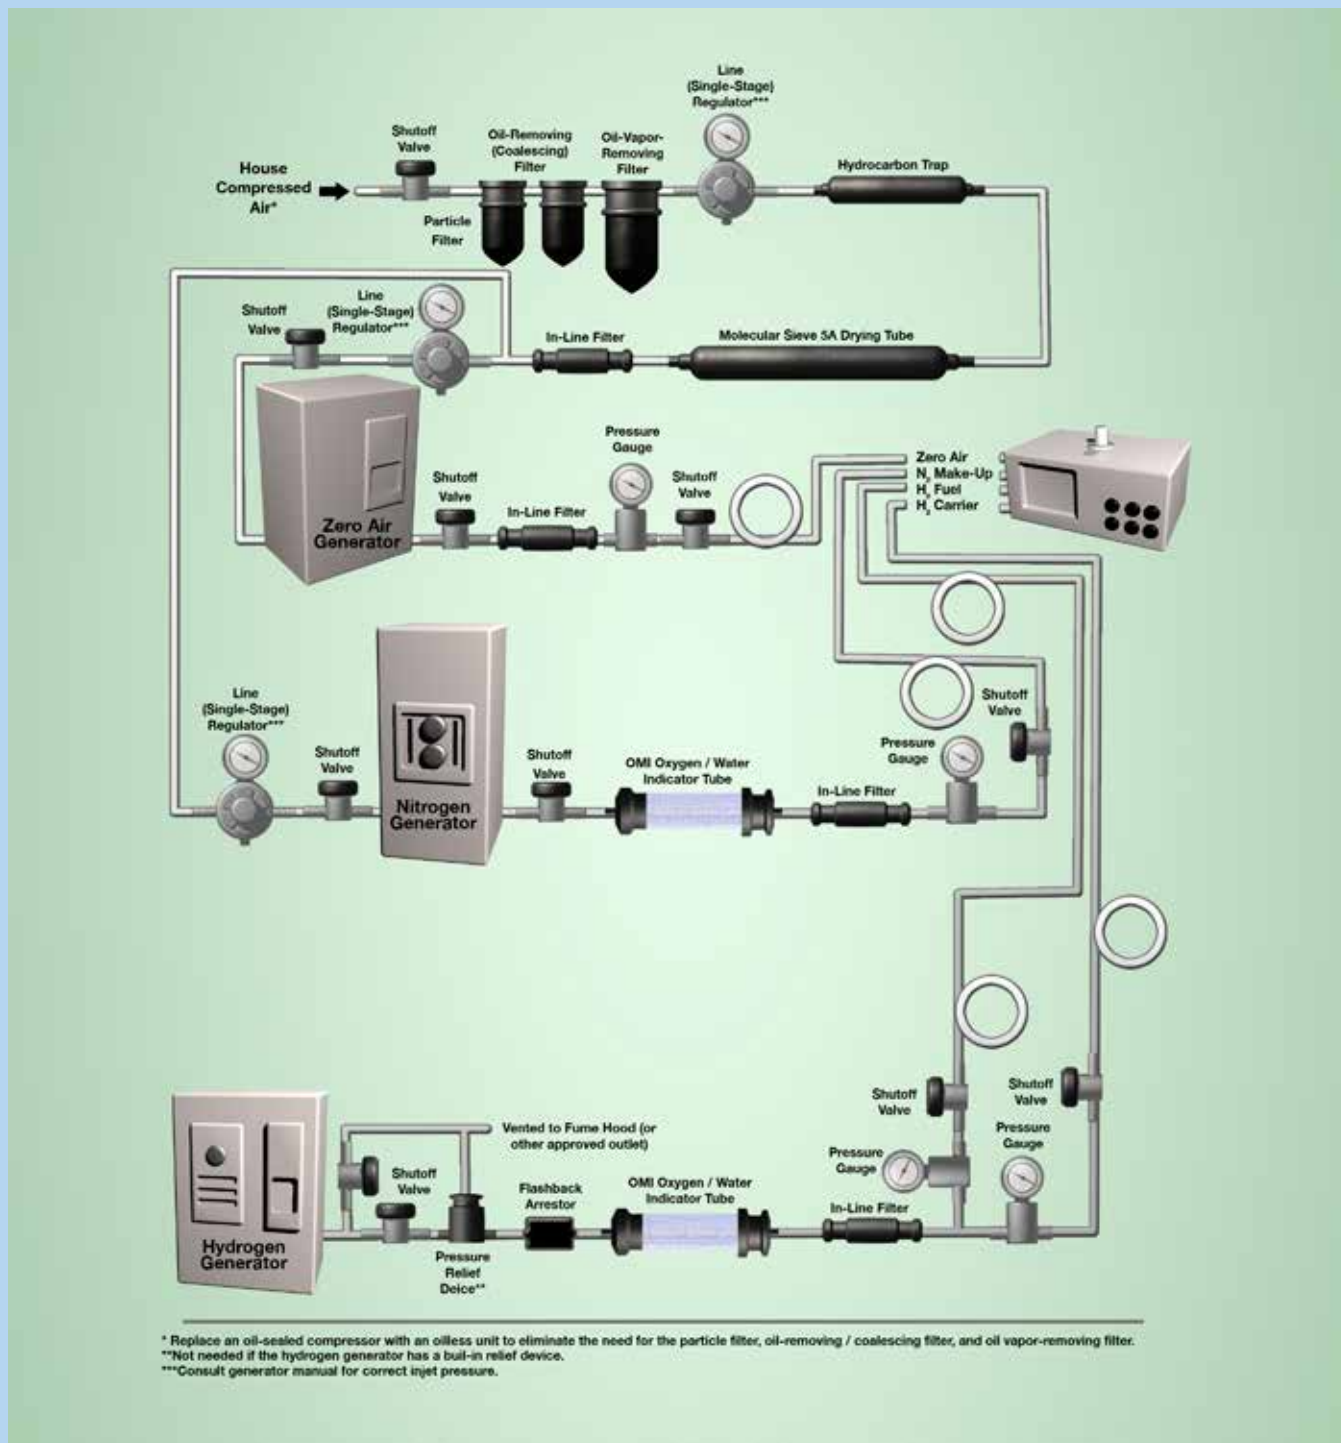 Line
(Single-Stage)
Regulator***
Shutoff
Valve
Oil-Removing
(Coalescing)
Filter
Oil-Vapor-
Removing
Filter
Hydrocarbon Trap
House
Compressed
Air*
Particle
Filter
Line
(Single-Stage)
Regulator***
Shutoff
Valve
In-Line Filter
Molecular Sieve 5A Drying Tube
Pressure
Gauge
Zero Air
N₂ Make-Up
H₂ Fuel
H₂ Carrier
Shutoff
Valve
In-Line Filter
Shutoff
Valve
Zero Air
Generator
Line
(Single-Stage)
Regulator***
Shutoff
Valve
Nitrogen
Generator
Shutoff
Valve
OMI Oxygen / Water
Indicator Tube
In-Line Filter
Pressure
Gauge
Shutoff
Valve
Shutoff
Valve
Shutoff
Valve
Pressure
Gauge
Pressure
Gauge
Vented to Fume Hood (or
other approved outlet)
Shutoff
Valve
Flashback
Arrestor
OMI Oxygen / Water
Indicator Tube
In-Line Filter
Hydrogen
Generator
Pressure
Relief
Deice**
* Replace an oil-sealed compressor with an oilless unit to eliminate the need for the particle filter, oil-removing / coalescing filter, and oil vapor-removing filter.
**Not needed if the hydrogen generator has a buil-in relief device.
***Consult generator manual for correct injet pressure.